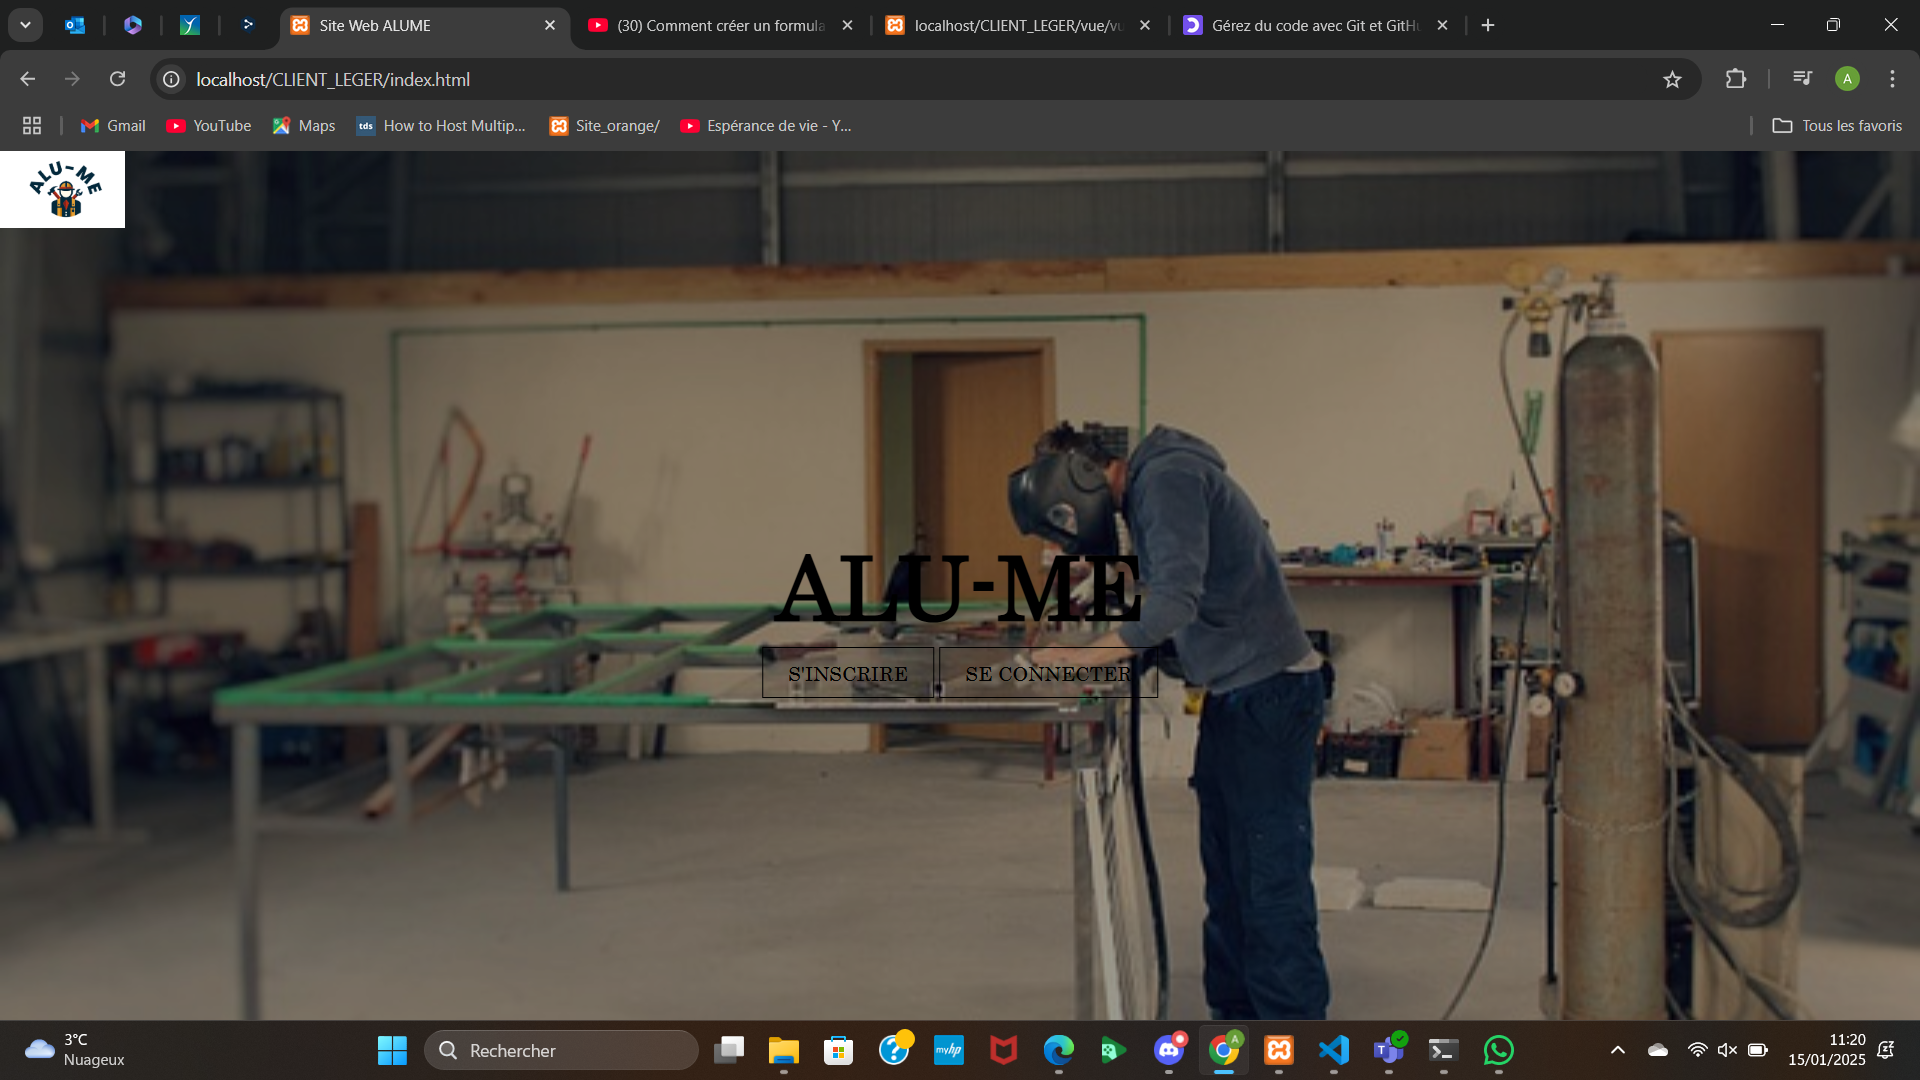 Site Web ALUME
(30) Comment créer un formula
localhost/CLIENT_LEGER/vue/vu
Gérez du code avec Git et GitHu
localhost/CLIENT_LEGER/index.html
A
Gmail
YouTube
Maps
tds
How to Host Multip...
Site_orange/
Espérance de vie - Y...
Tous les favoris
ALU-ME
ALU-ME
S'INSCRIRE
SE CONNECTER
3°C
Nuageux
Rechercher
myhp
A
11:20
15/01/2025